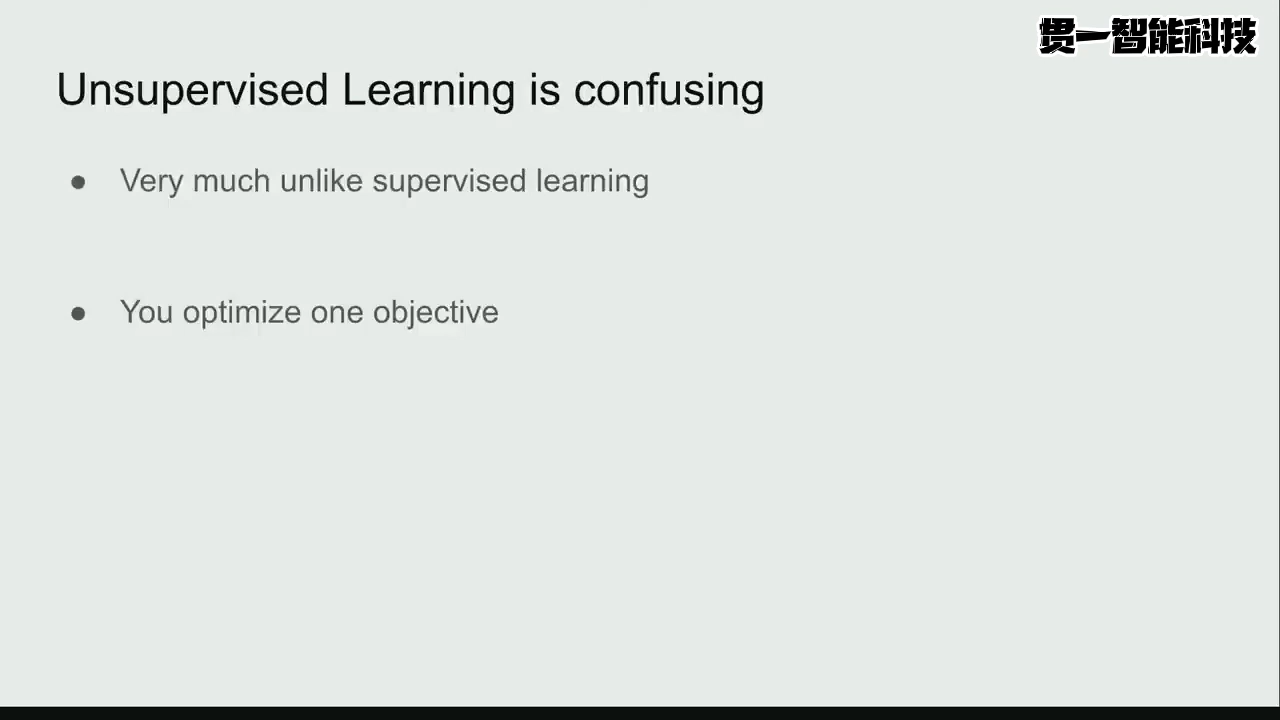 贯一智能科技
Unsupervised Learning is confusing
● Very much unlike supervised learning
● You optimize one objective